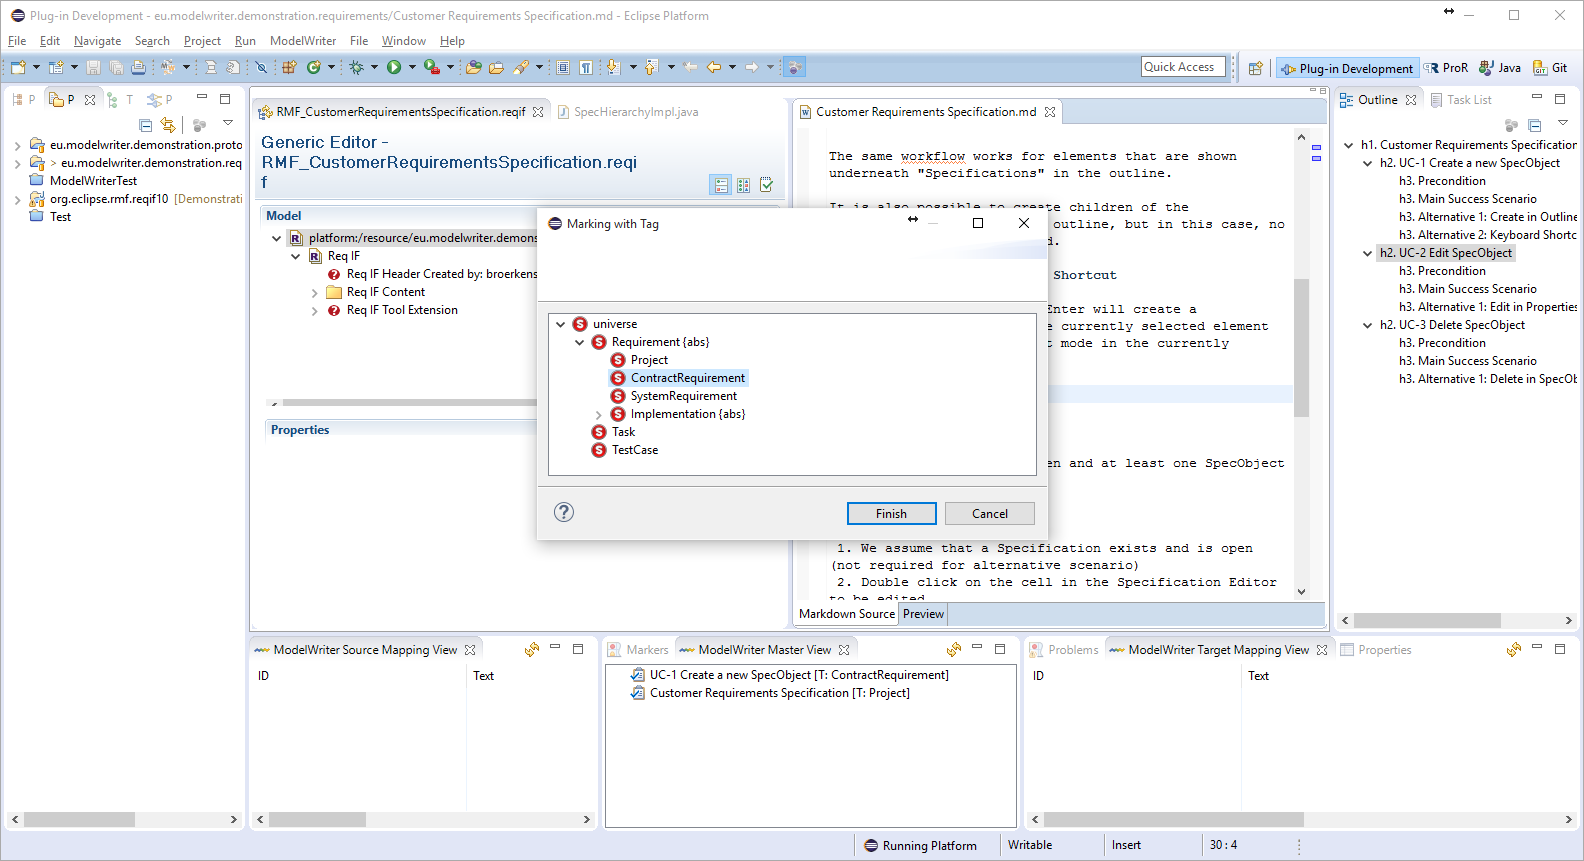 Plug-in Development - eu.modelwriter.demonstration.requirements/Customer Requirements Specification.md - Eclipse Platform
File Edit Navigate Search Project Run ModelWriter File Window Help
Quick Access
Plug-in Development
ProR
Java
Git
P
P
T
P
eu.modelwriter.demonstration.proto
> eu.modelwriter.demonstration.req
ModelWriterTest
org.eclipse.rmf.reqif10 [Demonstrati
Test
RMF_CustomerRequirementsSpecification.reqif
SpecHierarchyImpl.java
Generic Editor -
RMF_CustomerRequirementsSpecification.reqi
f
Model
platform:/resource/eu.modelwriter.demons
Req IF
Req IF Header Created by: broerkens
Req IF Content
Req IF Tool Extension
Properties
Customer Requirements Specification.md
The same workflow works for elements that are shown
underneath "Specifications" in the outline.
It is also possible to create children of the
outline, but in this case, no
d.
Shortcut
Enter will create a
e currently selected element
t mode in the currently
en and at least one SpecObject
1. We assume that a Specification exists and is open
(not required for alternative scenario)
2. Double click on the cell in the Specification Editor
to be edited
Markdown Source
Preview
Marking with Tag
universe
Requirement {abs}
Project
ContractRequirement
SystemRequirement
Implementation {abs}
Task
TestCase
Finish
Cancel
Outline
Task List
h1. Customer Requirements Specification
h2. UC-1 Create a new SpecObject
h3. Precondition
h3. Main Success Scenario
h3. Alternative 1: Create in Outline
h3. Alternative 2: Keyboard Shortc
h2. UC-2 Edit SpecObject
h3. Precondition
h3. Main Success Scenario
h3. Alternative 1: Edit in Properties
h2. UC-3 Delete SpecObject
h3. Precondition
h3. Main Success Scenario
h3. Alternative 1: Delete in SpecOb
ModelWriter Source Mapping View
ID
Text
Markers
ModelWriter Master View
UC-1 Create a new SpecObject [T: ContractRequirement]
Customer Requirements Specification [T: Project]
Problems
ModelWriter Target Mapping View
Properties
ID
Text
Running Platform
Writable
Insert
30 : 4